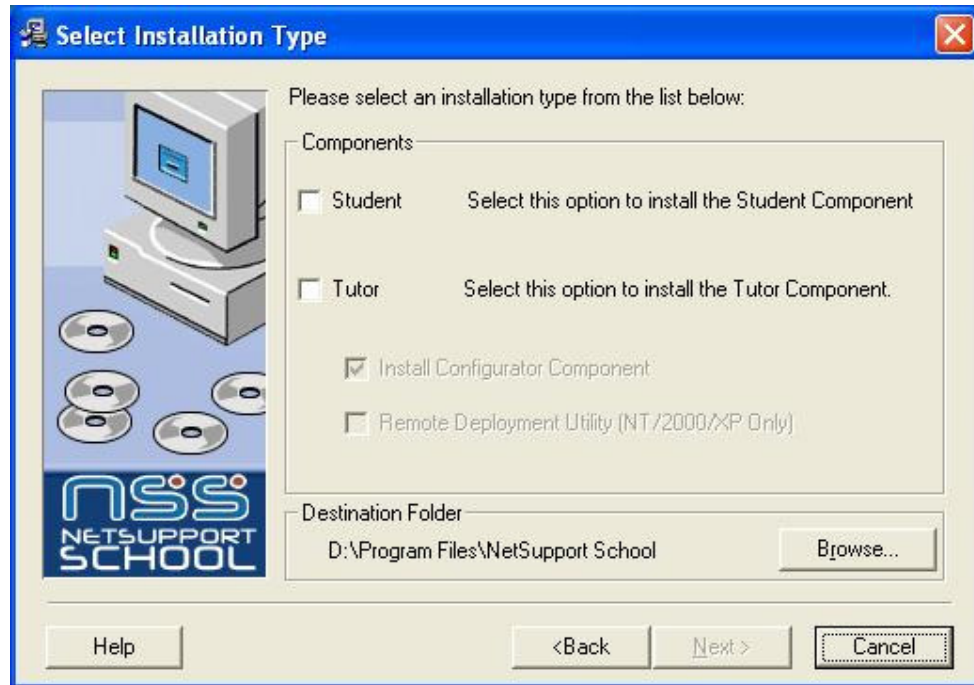 Select Installation Type
Please select an installation type from the list below:
Components
Student Select this option to install the Student Component
Tutor Select this option to install the Tutor Component.
Install Configurator Component
Remote Deployment Utility (NT/2000/XP Only)
nss
NETSUPPORT
SCHOOL
Destination Folder
D:\Program Files\NetSupport School Browse...
Help <Back Next > Cancel